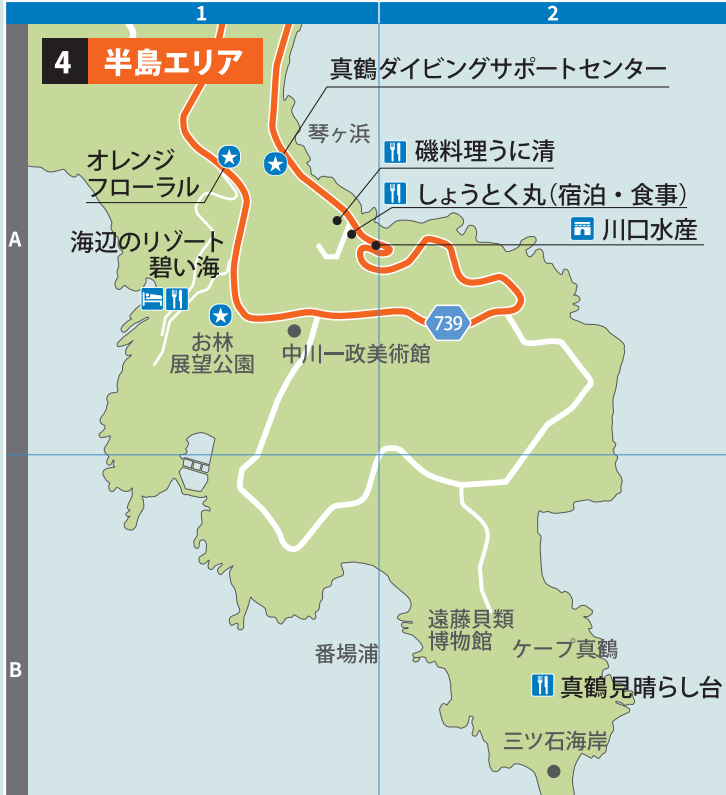 1
2
4 半島エリア
真鶴ダイビングサポートセンター
琴ヶ浜
オレンジ
フローラル
磯料理うに清
しょうとく丸（宿泊・食事）
A
海辺のリゾート
碧い海
川口水産
739
お林
展望公園
中川一政美術館
遠藤貝類
博物館
ケープ真鶴
番場浦
B
真鶴見晴らし台
三ツ石海岸